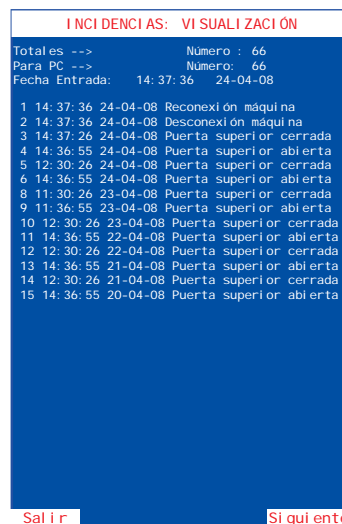 INCIDENCIAS: VISUALIZACIÓN
Totales --> Número : 66
Para PC --> Número: 66
Fecha Entrada: 14:37:36 24-04-08
1 14:37:36 24-04-08 Reconexión máquina
2 14:37:36 24-04-08 Desconexión máquina
3 14:37:26 24-04-08 Puerta superior cerrada
4 14:36:55 24-04-08 Puerta superior abierta
5 12:30:26 24-04-08 Puerta superior cerrada
6 14:36:55 24-04-08 Puerta superior abierta
8 11:30:26 23-04-08 Puerta superior cerrada
9 11:36:55 23-04-08 Puerta superior abierta
10 12:30:26 23-04-08 Puerta superior cerrada
11 14:36:55 22-04-08 Puerta superior abierta
12 12:30:26 22-04-08 Puerta superior cerrada
13 14:36:55 21-04-08 Puerta superior abierta
14 12:30:26 21-04-08 Puerta superior cerrada
15 14:36:55 20-04-08 Puerta superior abierta
Salir Siguiente